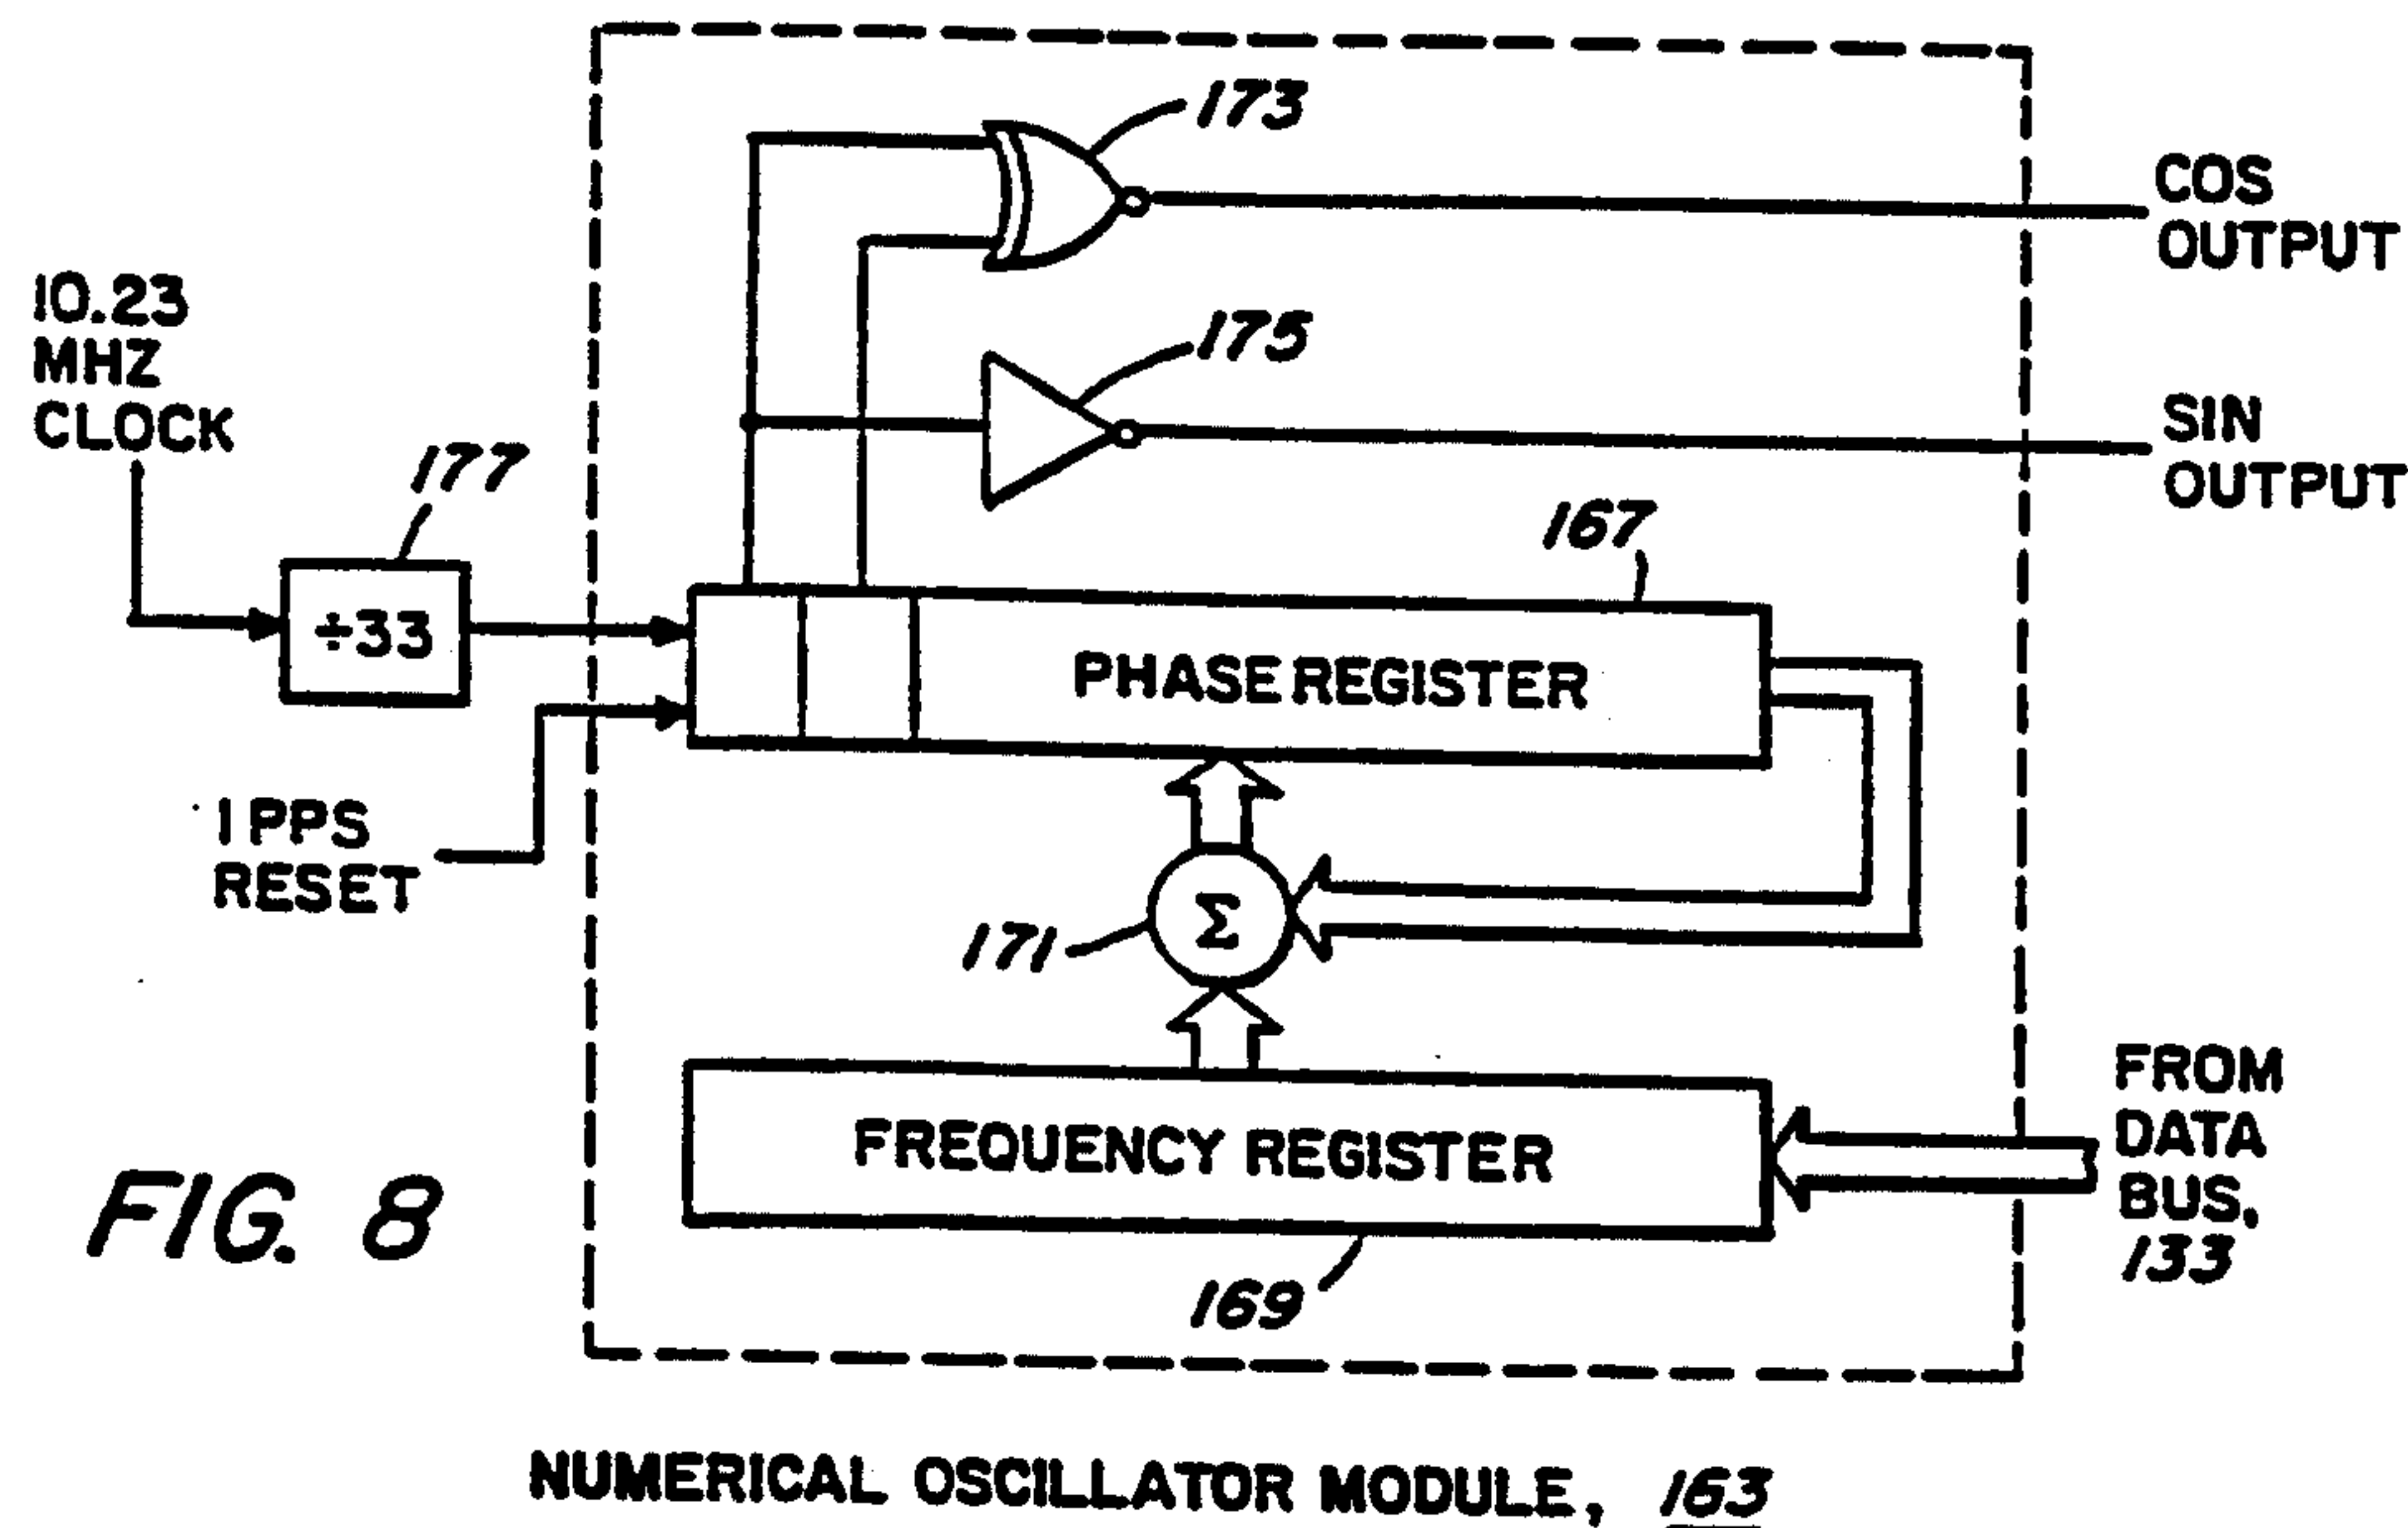 173
COS
OUTPUT
10.23
MHZ
CLOCK
175
SIN
OUTPUT
177
167
÷33
PHASE REGISTER
1 PPS
RESET
Σ
171
FROM
DATA
BUS,
133
FREQUENCY REGISTER
169
FIG. 8
NUMERICAL OSCILLATOR MODULE, 163